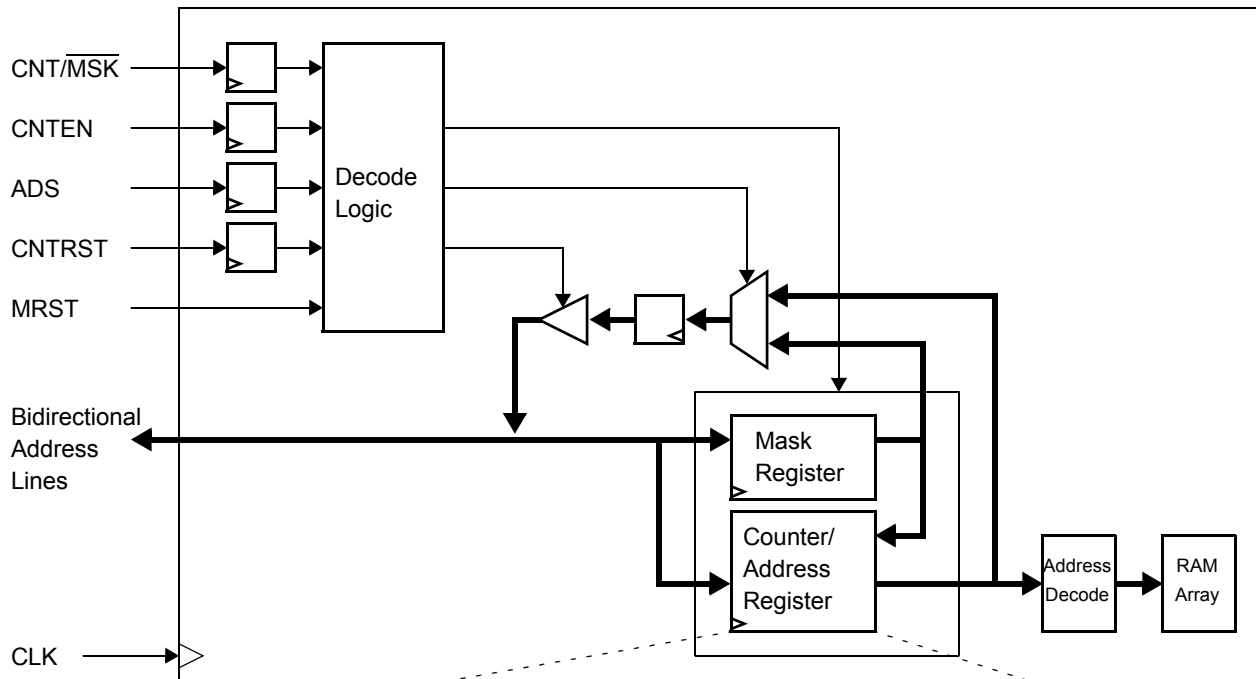 CNT/MSK
CNTEN
ADS
CNTRST
MRST
Decode
Logic
Bidirectional
Address
Lines
Mask
Register
Counter/
Address
Register
Address
Decode
RAM
Array
CLK